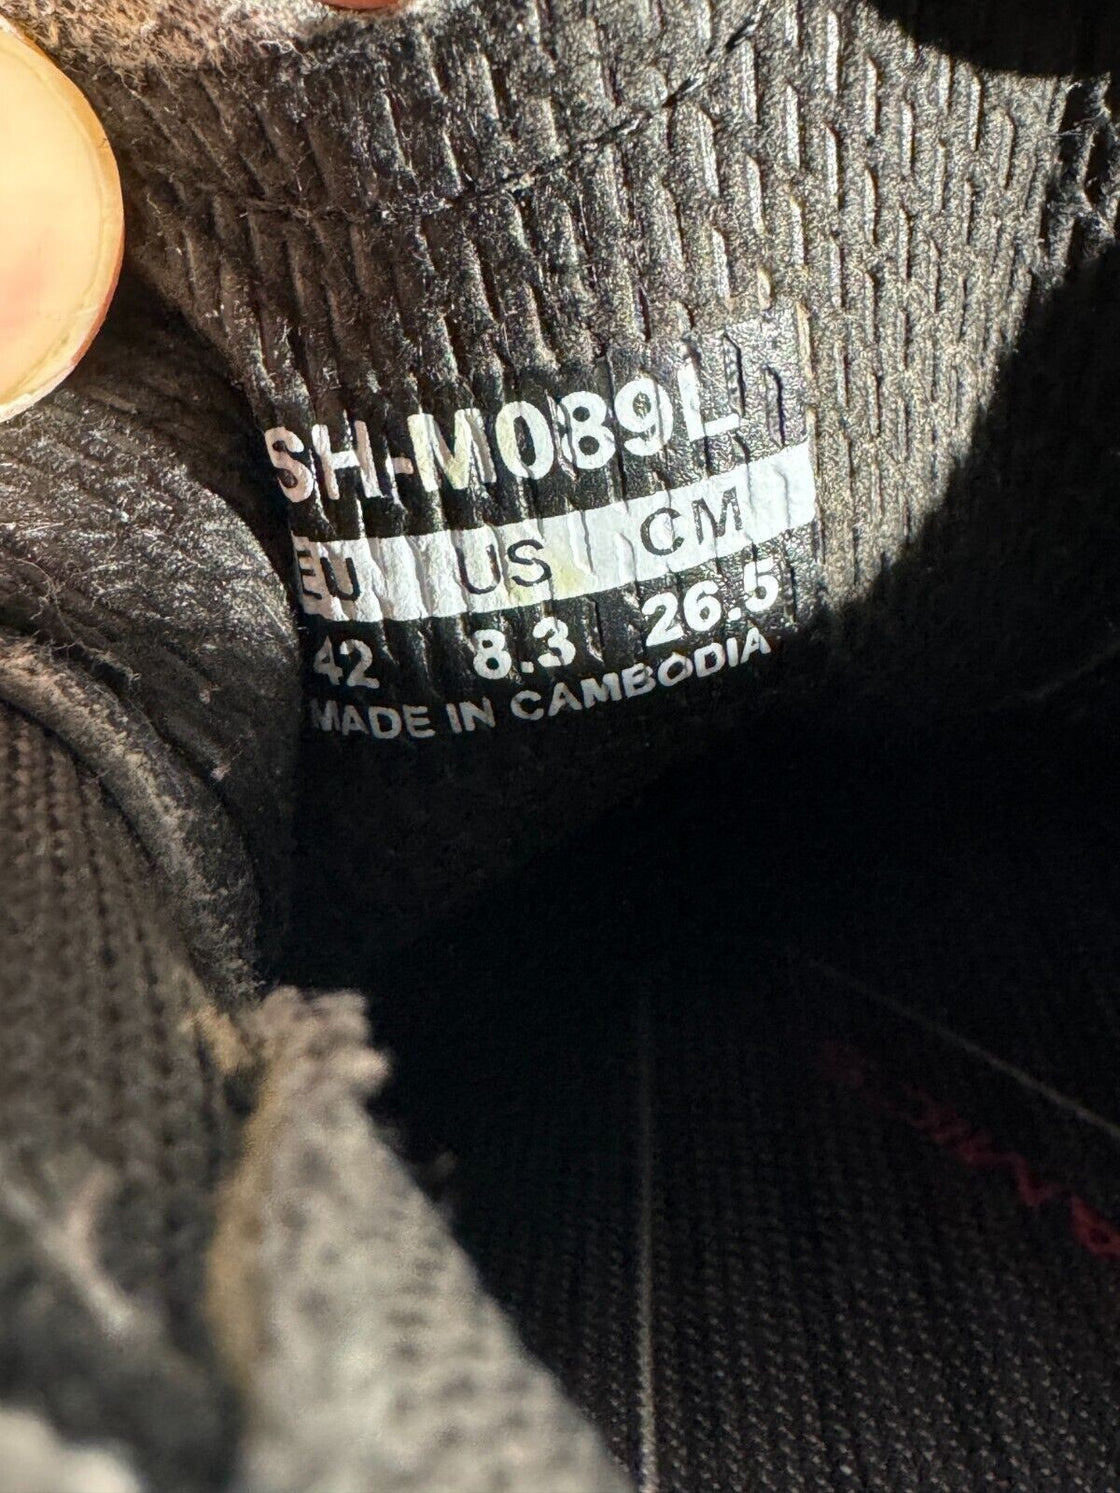 SH-M089L
EU US CM
42 8.3 26.5
MADE IN CAMBODIA